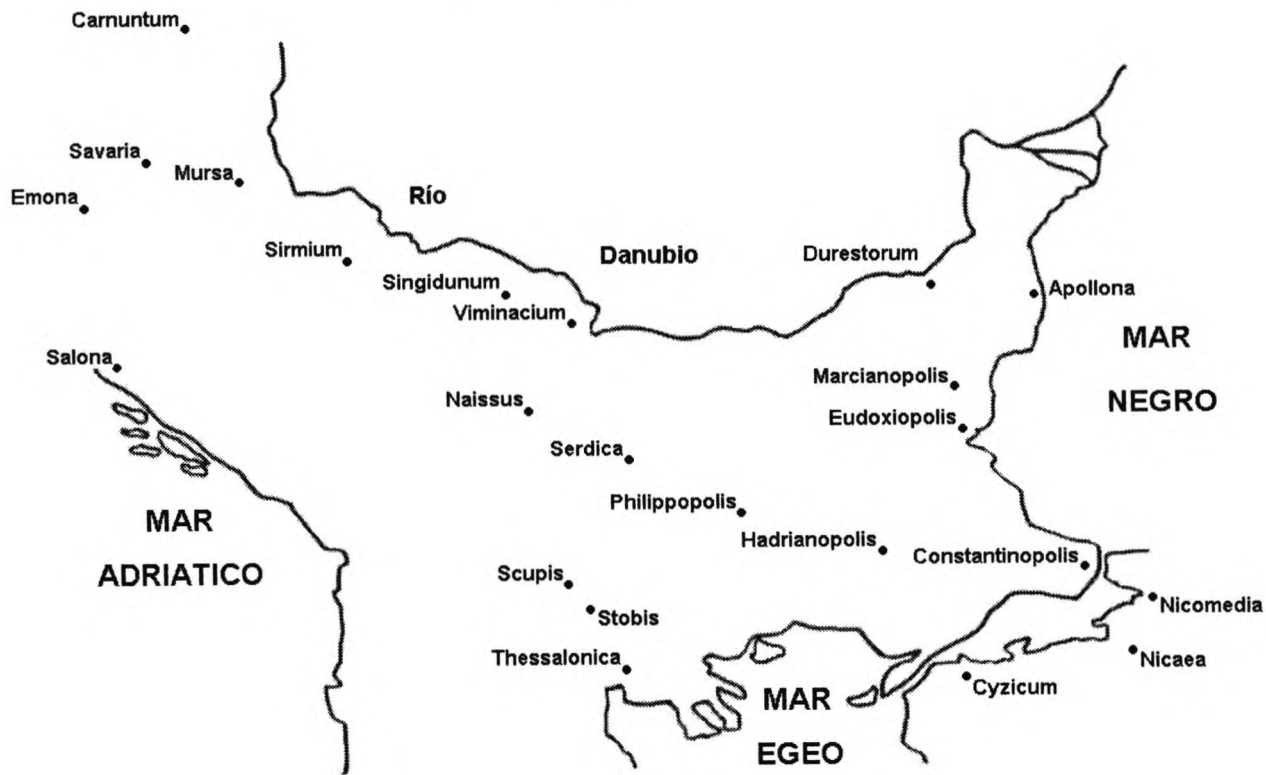 Carnuntum
Savaria
Mursa
Emona
Río
Sirmium
Danubio
Durestorum
Singidunum
Viminacium
Apollona
MAR
NEGRO
Salona
Marcianopolis
Naissus
Eudoxiopolis
Serdica
Philippopolis
MAR
ADRIATICO
Hadrianopolis
Constantinopolis
Scupis
Stobis
Nicomedia
Thessalonica
Nicaea
Cyzicum
MAR
EGEO